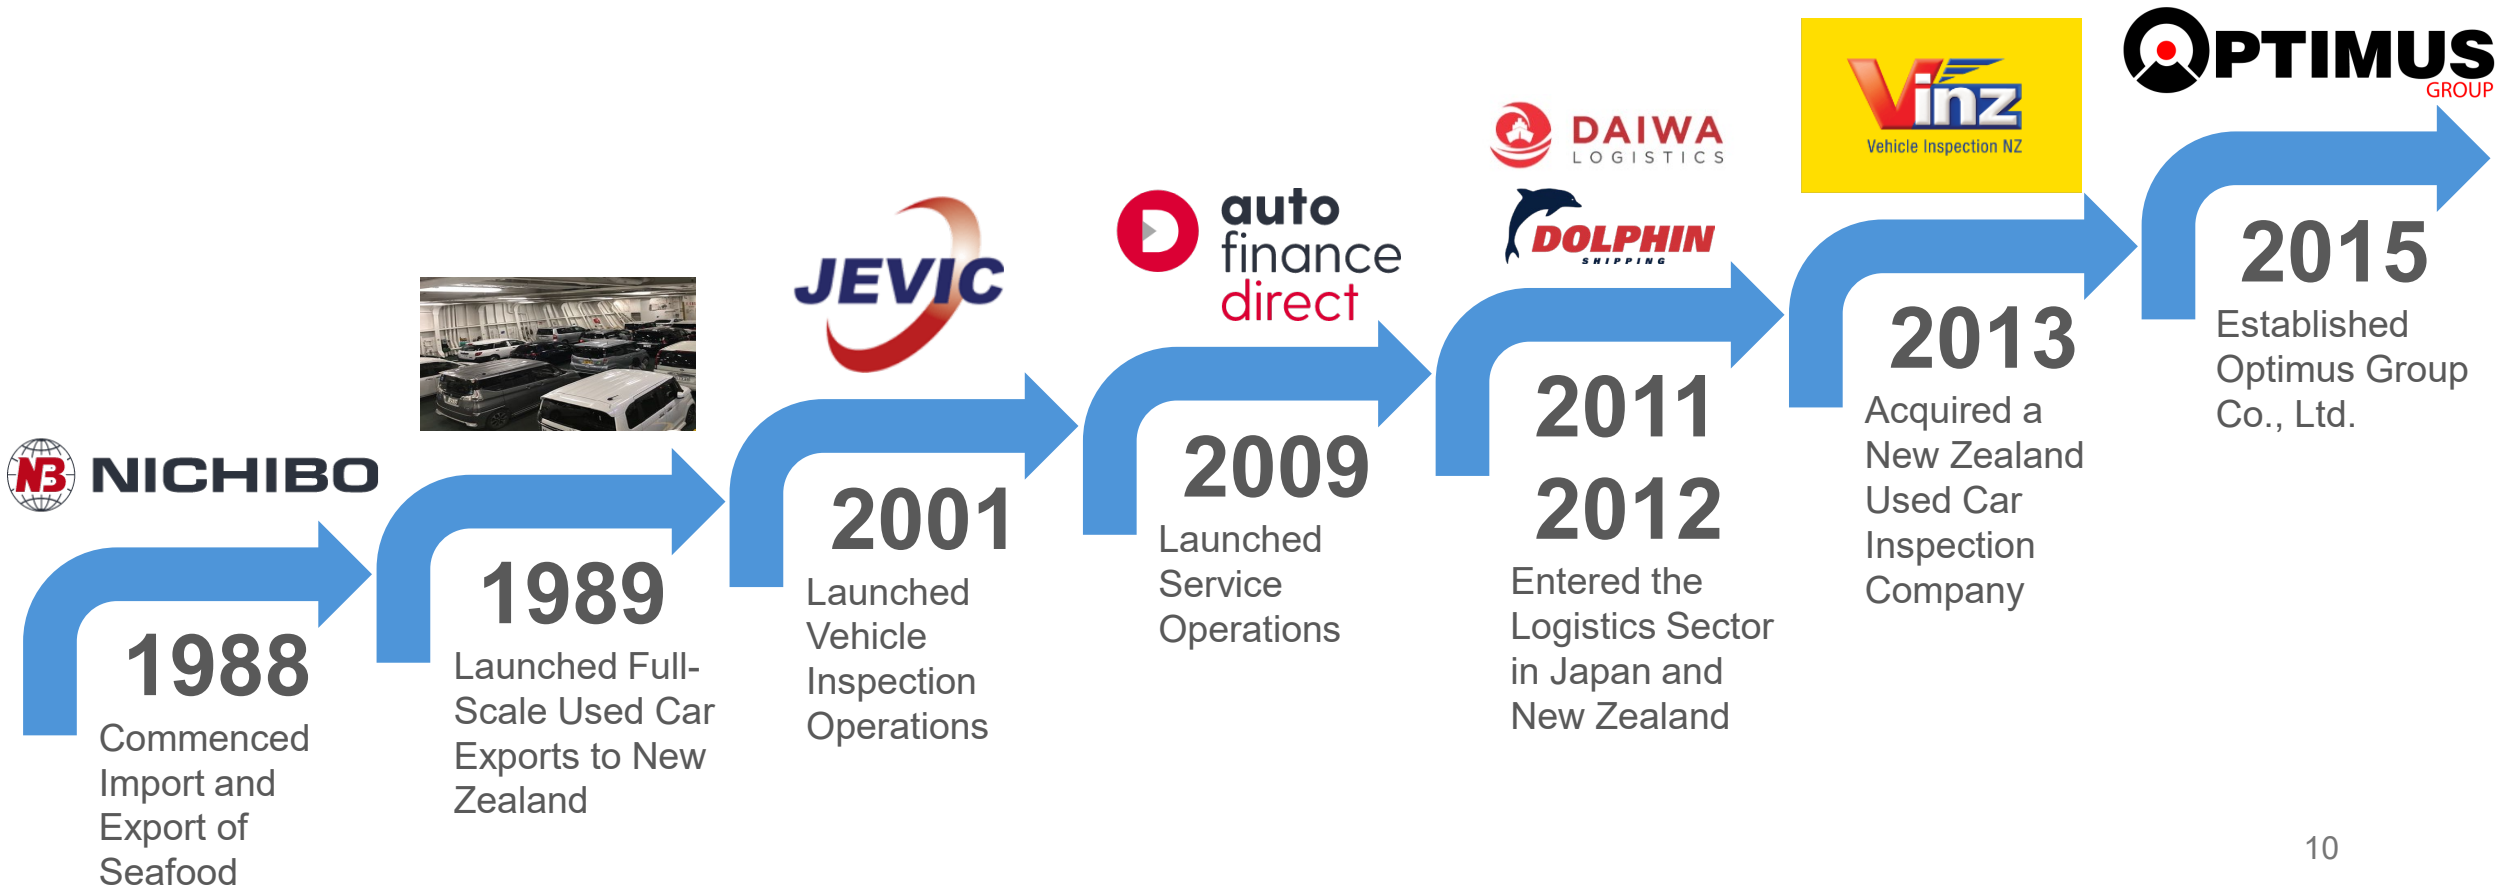 NB NICHIBO
1988
Commenced
Import and
Export of
Seafood
1989
Launched Full-
Scale Used Car
Exports to New
Zealand
JEVIC
2001
Launched
Vehicle
Inspection
Operations
D
auto
finance
direct
2009
Launched
Service
Operations
DAIWA
LOGISTICS
DOLPHIN
SHIPPING
2011
2012
Entered the
Logistics Sector
in Japan and
New Zealand
Vinz
Vehicle Inspection NZ
2013
Acquired a
New Zealand
Used Car
Inspection
Company
OPTIMUS
GROUP
2015
Established
Optimus Group
Co., Ltd.
10